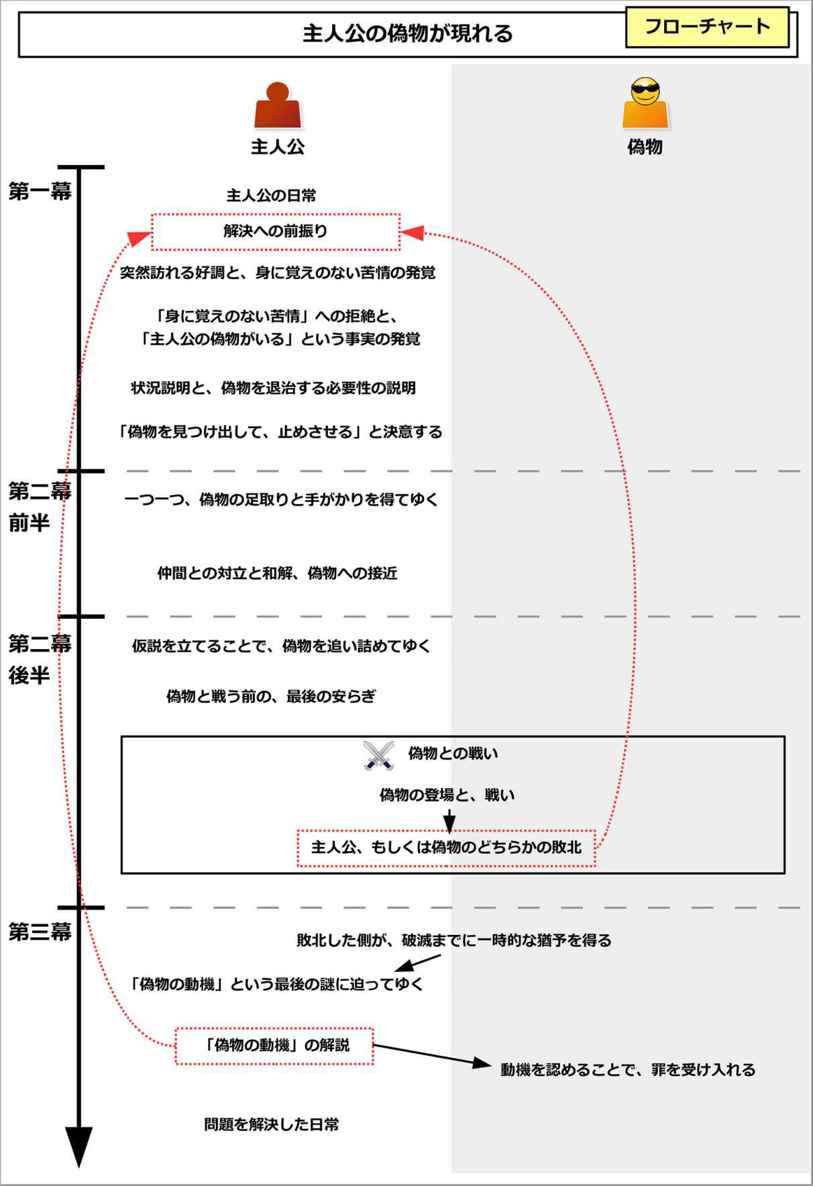 主人公の偽物が現れる
フローチャート
主人公
偽物
第一幕
主人公の日常
解決への前振り
突然訪れる好調と、身に覚えのない苦情の発覚
「身に覚えのない苦情」への拒絶と、
「主人公の偽物がいる」という事実の発覚
状況説明と、偽物を退治する必要性の説明
「偽物を見つけ出して、止めさせる」と決意する
第二幕
前半
一つ一つ、偽物の足取りと手がかりを得てゆく
仲間との対立と和解、偽物への接近
第二幕
後半
仮説を立てることで、偽物を追い詰めてゆく
偽物と戦う前の、最後の安らぎ
偽物との戦い
偽物の登場と、戦い
主人公、もしくは偽物のどちらかの敗北
第三幕
敗北した側が、破滅までに一時的な猶予を得る
「偽物の動機」という最後の謎に迫ってゆく
「偽物の動機」の解説
動機を認めることで、罪を受け入れる
問題を解決した日常